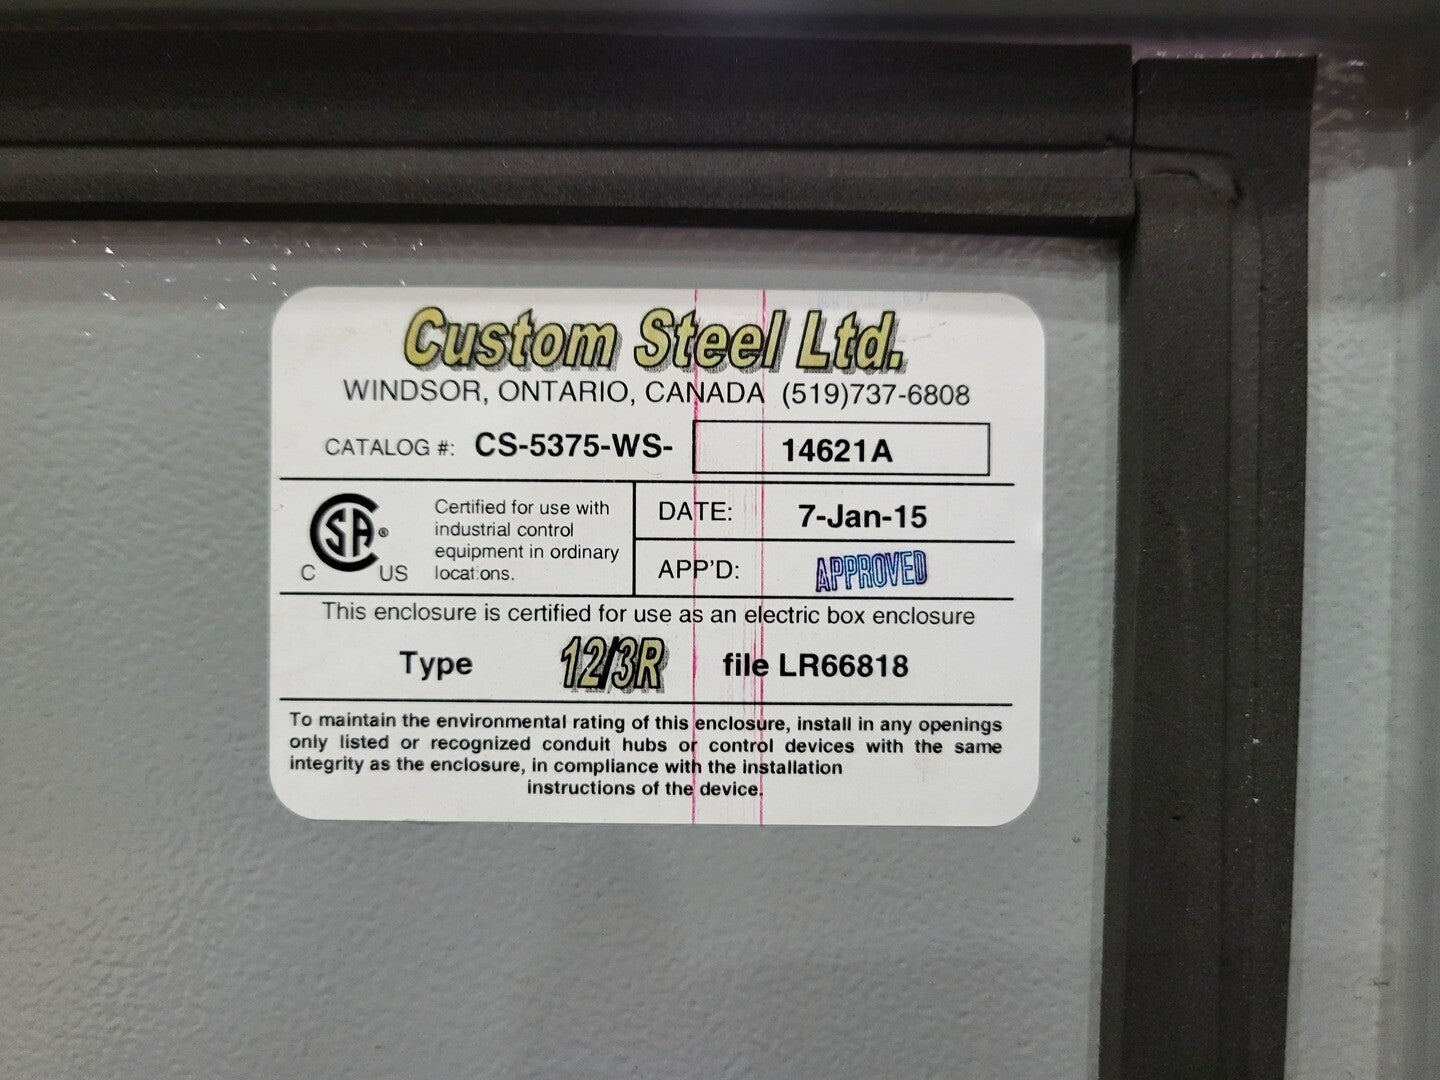 Custom Steel Ltd.
WINDSOR, ONTARIO, CANADA (519)737-6808
CATALOG #: CS-5375-WS- 14621A
CSA®
C US
Certified for use with
industrial control
equipment in ordinary
locations.
DATE: 7-Jan-15
APP'D: APPROVED
This enclosure is certified for use as an electric box enclosure
Type 12/3R file LR66818
To maintain the environmental rating of this enclosure, install in any openings
only listed or recognized conduit hubs or control devices with the same
integrity as the enclosure, in compliance with the installation
instructions of the device.